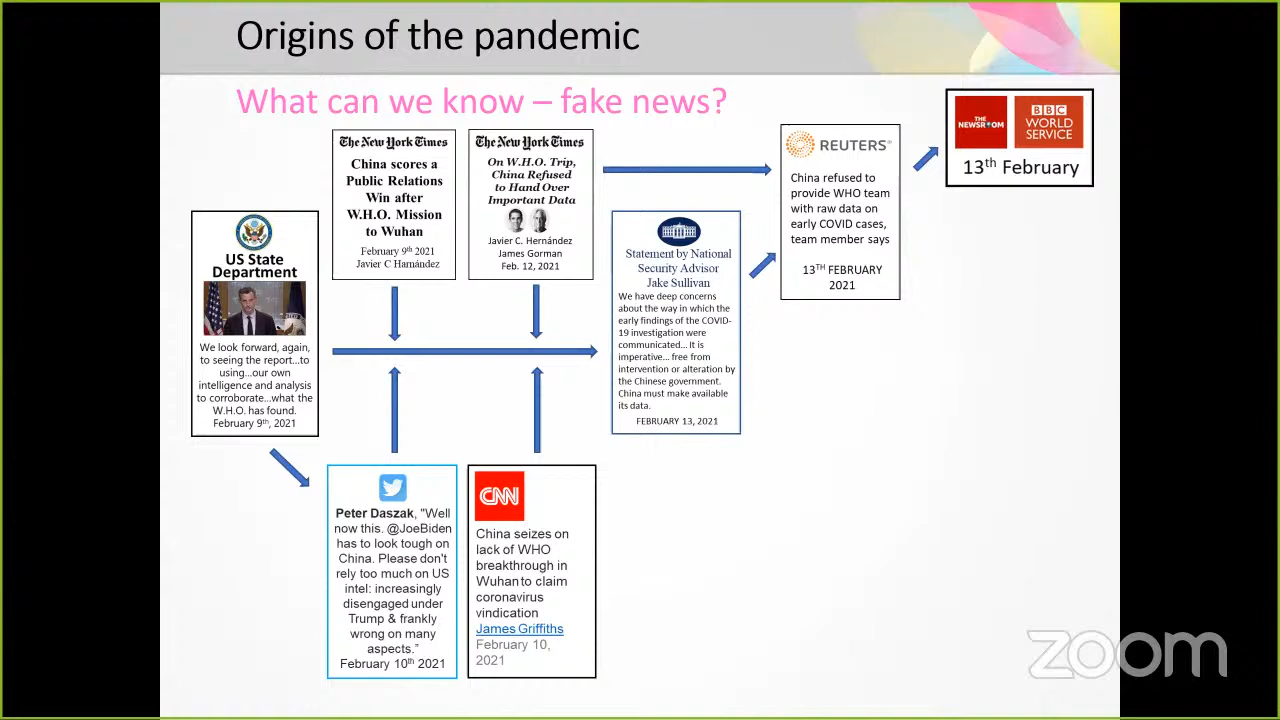 Origins of the pandemic
What can we know – fake news?
US State
Department
We look forward, again,
to seeing the report...to
using...our own
intelligence and analysis
to corroborate...what the
W.H.O. has found.
February 9th, 2021
The New York Times
China scores a
Public Relations
Win after
W.H.O. Mission
to Wuhan
February 9th 2021
Javier C Harnández
The New York Times
On W.H.O. Trip,
China Refused
to Hand Over
Important Data
Javier C. Hernández
James Gorman
Feb. 12, 2021
Statement by National
Security Advisor
Jake Sullivan
We have deep concerns
about the way in which the
early findings of the COVID-
19 investigation were
communicated... It is
imperative... free from
intervention or alteration by
the Chinese government.
China must make available
its data.
FEBRUARY 13, 2021
REUTERS
China refused to
provide WHO team
with raw data on
early COVID cases,
team member says
13TH FEBRUARY
2021
THE
NEWSROOM
BBC
WORLD
SERVICE
13th February
Peter Daszak, "Well
now this. @JoeBiden
has to look tough on
China. Please don't
rely too much on US
intel: increasingly
disengaged under
Trump & frankly
wrong on many
aspects.”
February 10th 2021
CNN
China seizes on
lack of WHO
breakthrough in
Wuhan to claim
coronavirus
vindication
James Griffiths
February 10,
2021
zoom